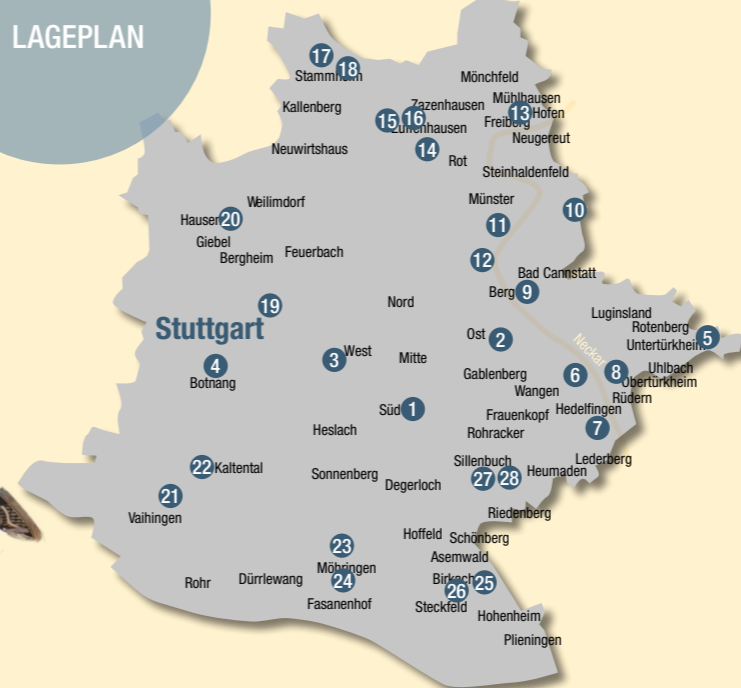 LAGEPLAN
17
18
Stammheim
Mönchfeld
Kallenberg
Zazenhausen
Mühlhausen
15
16
13
Hofen
Zuffenhausen
Freiberg
Neugereut
Neuwirtshaus
14
Rot
Steinhaldenfeld
Weilimdorf
Münster
10
Hausen
20
11
Giebel
Bergheim
Feuerbach
12
Bad Cannstatt
Berg
9
19
Nord
Luginsland
Stuttgart
Rotenberg
Ost
2
5
Untertürkheim
3
West
Mitte
Neckar
4
Uhlbach
Botnang
Gablenberg
6
8
Obertürkheim
Wangen
Rüdern
Süd
1
Frauenkopf
Hedelfingen
Heslach
Rohracker
7
22
Kaltental
Sillenbuch
Lederberg
Sonnenberg
Degerloch
27
28
Heumaden
21
Vaihingen
Riedenberg
Hoffeld
Schönberg
23
Asemwald
Möhringen
Rohr
Dürrlewang
24
Birkach
25
26
Fasanenhof
Steckfeld
Hohenheim
Plieningen